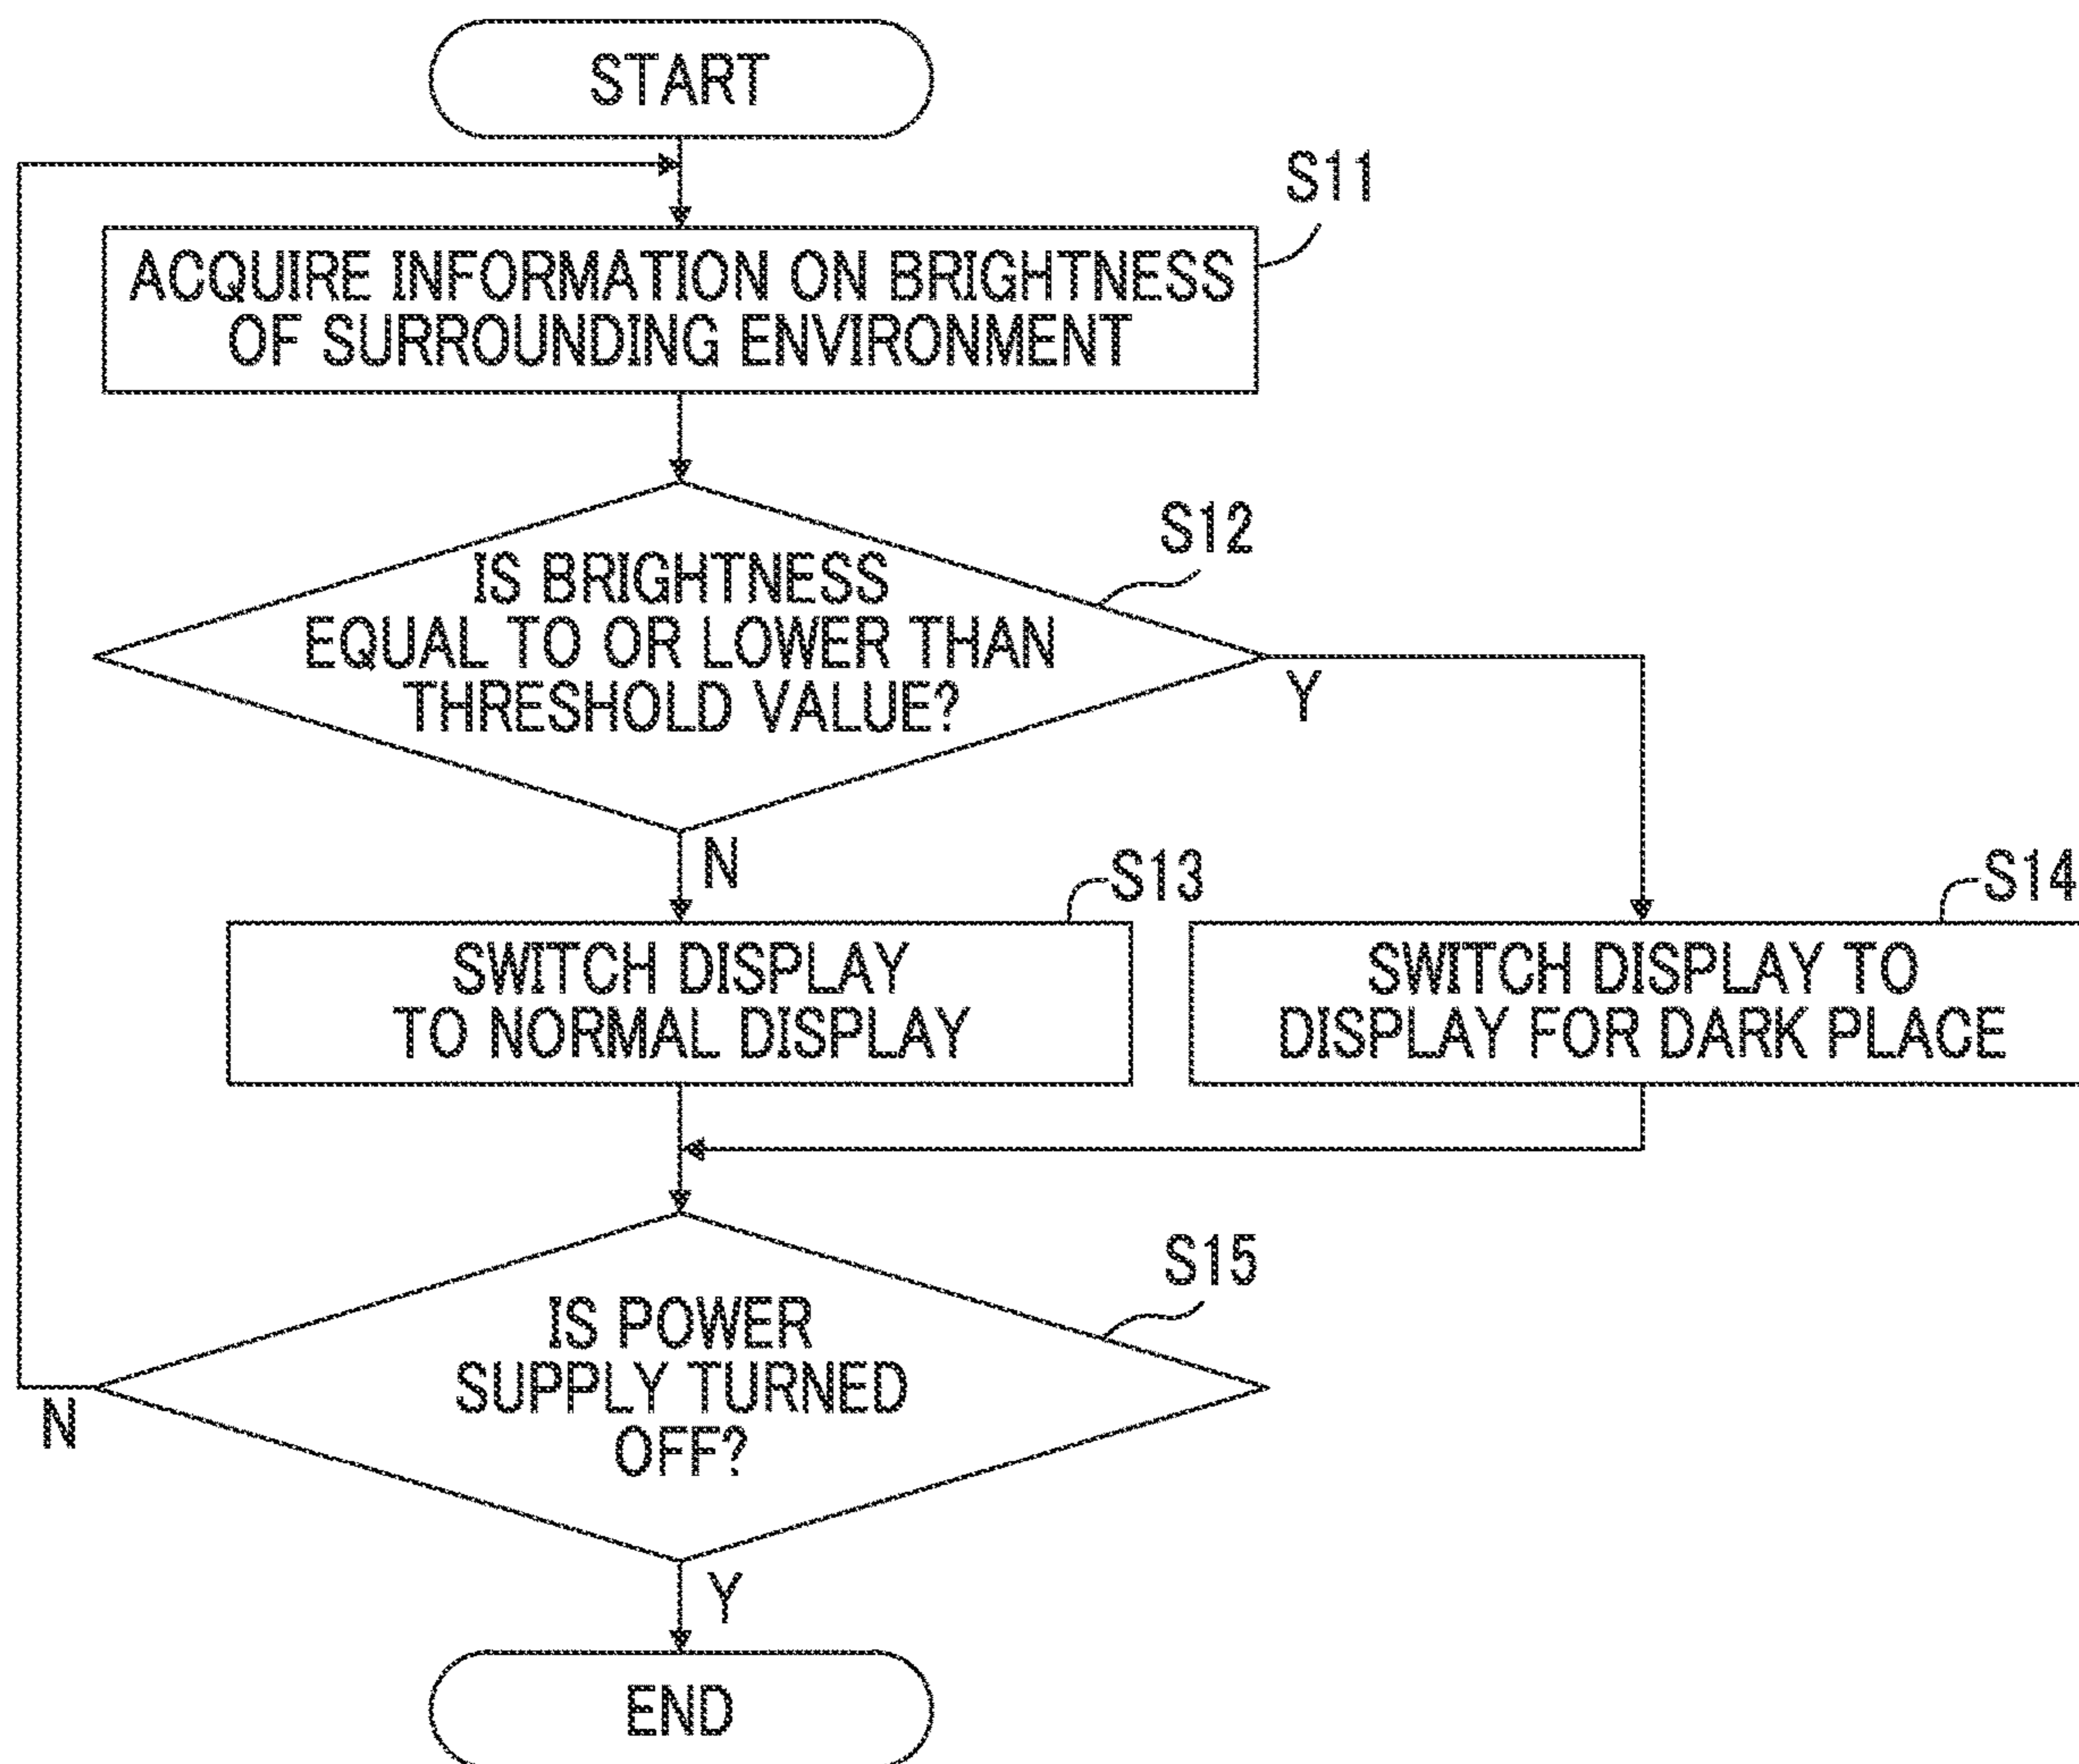 START
S11
ACQUIRE INFORMATION ON BRIGHTNESS
OF SURROUNDING ENVIRONMENT
S12
IS BRIGHTNESS
EQUAL TO OR LOWER THAN
THRESHOLD VALUE?
Y
N
S13
SWITCH DISPLAY
TO NORMAL DISPLAY
S14
SWITCH DISPLAY TO
DISPLAY FOR DARK PLACE
S15
IS POWER
SUPPLY TURNED
OFF?
N
Y
END